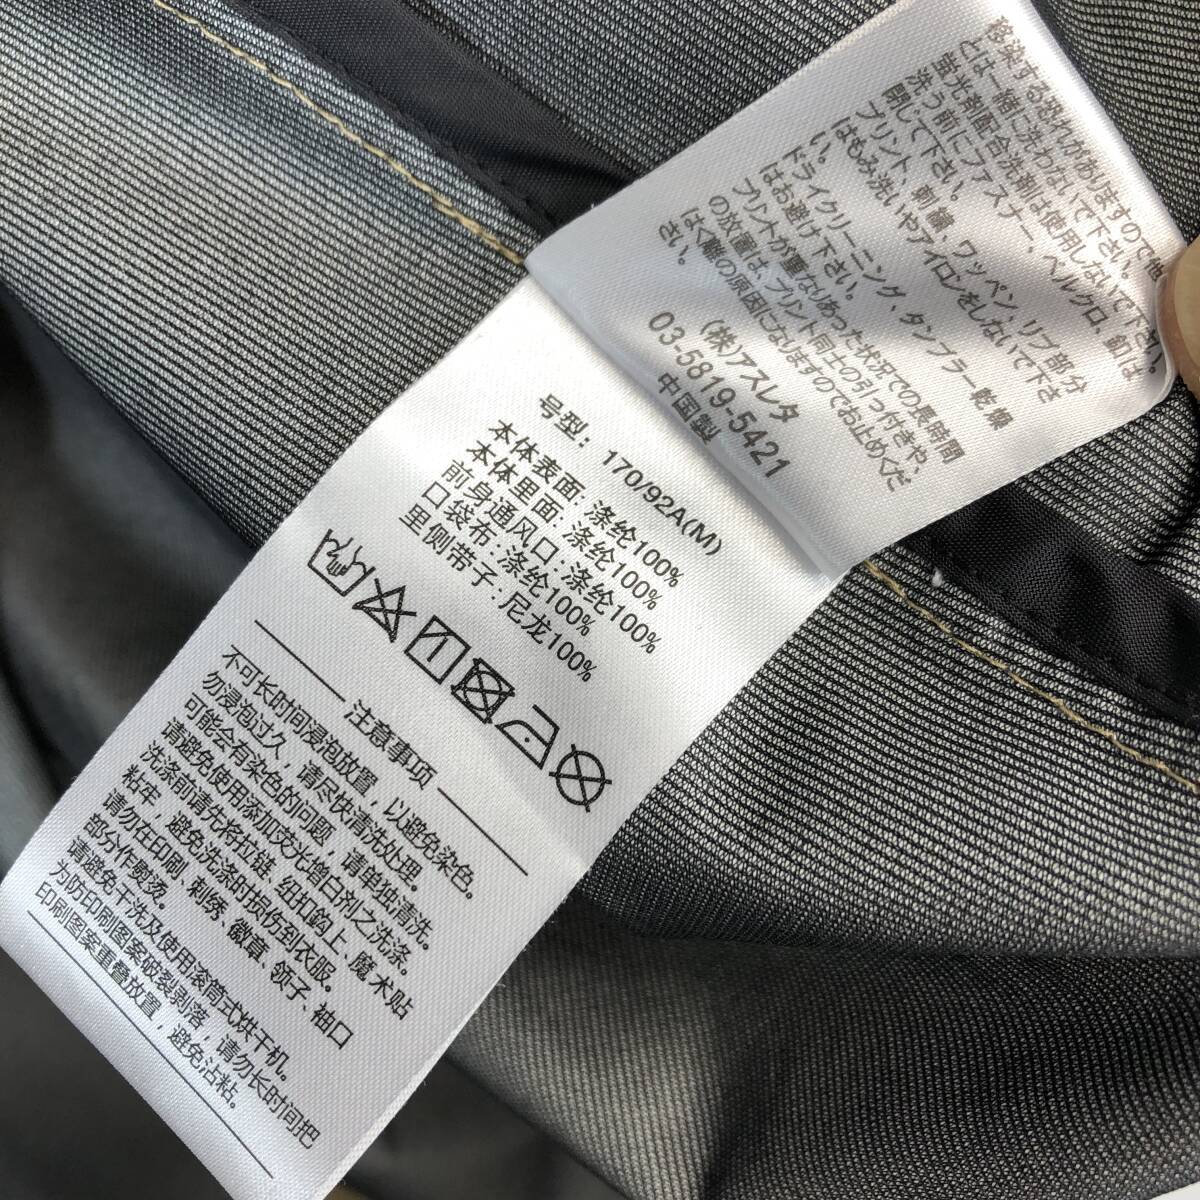 移染する恐れがありますので他
とは一緒に洗わないで下さい。
蛍光剤配合洗剤は使用しないで下さい。
洗う前にファスナー、ベルクロ、釦は
閉じて下さい。
プリント、刺繍、ワッペン、リブ部分
はもみ洗いやアイロンをしないで下さ
い。
ドライクリーニング、タンブラー乾燥
はお避け下さい。
プリントが重なりあった状況での長時間
の放置は、プリント同士の引っ付きや、
はく離の原因になりますのでお止めくだ
さい。
(株)アスレタ
03-5819-5421
中国製
号型：170/92A(M)
本体表面：涤纶100%
本体里面：涤纶100%
前身通风口：涤纶100%
口袋布：涤纶100%
里侧带子：尼龙100%
注意事项
不可长时间浸泡放置，以避免染色。
勿浸泡过久，请尽快清洗处理。
可能会有染色的问题，请单独清洗。
请避免使用添加荧光增白剂之洗涤。
洗涤前请先将拉链，纽扣鈎上，魔术贴
粘牢，避免洗涤时损伤到衣服。
请勿在印刷、刺绣、徽章、领子、袖口
部分作熨烫。
请避免干洗及使用滚筒式烘干机。
为防印刷图案破裂剥落，请勿长时间把
印刷图案重叠放置，避免沾粘。